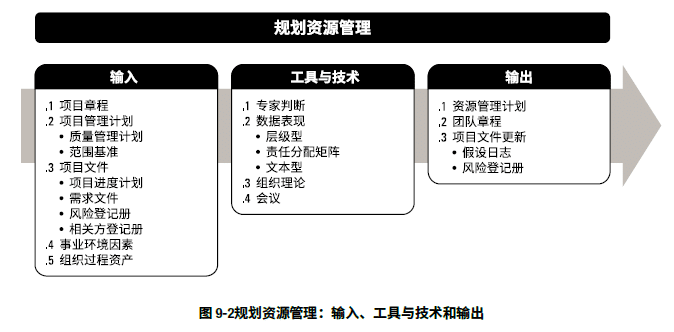 规划资源管理
输入
.1 项目章程
.2 项目管理计划
• 质量管理计划
• 范围基准
.3 项目文件
• 项目进度计划
• 需求文件
• 风险登记册
• 相关方登记册
.4 事业环境因素
.5 组织过程资产
工具与技术
.1 专家判断
.2 数据表现
• 层级型
• 责任分配矩阵
• 文本型
.3 组织理论
.4 会议
输出
.1 资源管理计划
.2 团队章程
.3 项目文件更新
• 假设日志
• 风险登记册
图 9-2规划资源管理：输入、工具与技术和输出